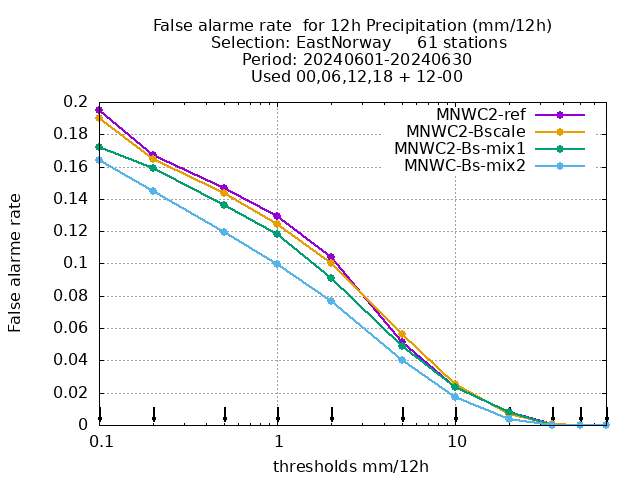 False alarme rate  for 12h Precipitation (mm/12h)
Selection: EastNorway     61 stations
Period: 20240601-20240630
Used 00,06,12,18 + 12-00
MNWC2-ref
MNWC2-Bscale
MNWC2-Bs-mix1
MNWC-Bs-mix2
False alarme rate
0.2
0.18
0.16
0.14
0.12
0.1
0.08
0.06
0.04
0.02
0
0.1
1
10
thresholds mm/12h